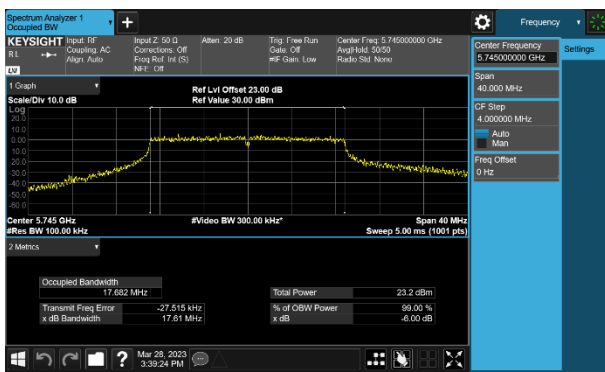 Spectrum Analyzer 1
Occupied BW
+
Frequency
KEYSIGHT
Input: RF
Coupling: AC
Align: Auto
Input Z: 50 Ω
Corrections: Off
Freq Ref: Int (S)
NFE: Off
Atten: 20 dB
Trig: Free Run
Gate: Off
#IF Gain: Low
Center Freq: 5.745000000 GHz
Avg|Hold: 50/50
Radio Std: None
RL
LXI
Center Frequency
5.745000000 GHz
Settings
Span
40.000 MHz
CF Step
4.000000 MHz
Auto
Man
Freq Offset
0 Hz
1 Graph
Scale/Div 10.0 dB
Ref Lvl Offset 23.00 dB
Ref Value 30.00 dBm
Log
20.0
10.0
0.00
-10.0
-20.0
-30.0
-40.0
-50.0
-60.0
Center 5.745 GHz
#Res BW 100.00 kHz
#Video BW 300.00 kHz*
Span 40 MHz
Sweep 5.00 ms (1001 pts)
2 Metrics
Occupied Bandwidth
17.682 MHz
Total Power
23.2 dBm
Transmit Freq Error
-27.515 kHz
% of OBW Power
99.00 %
x dB Bandwidth
17.61 MHz
x dB
-6.00 dB
?
Mar 28, 2023
3:39:24 PM